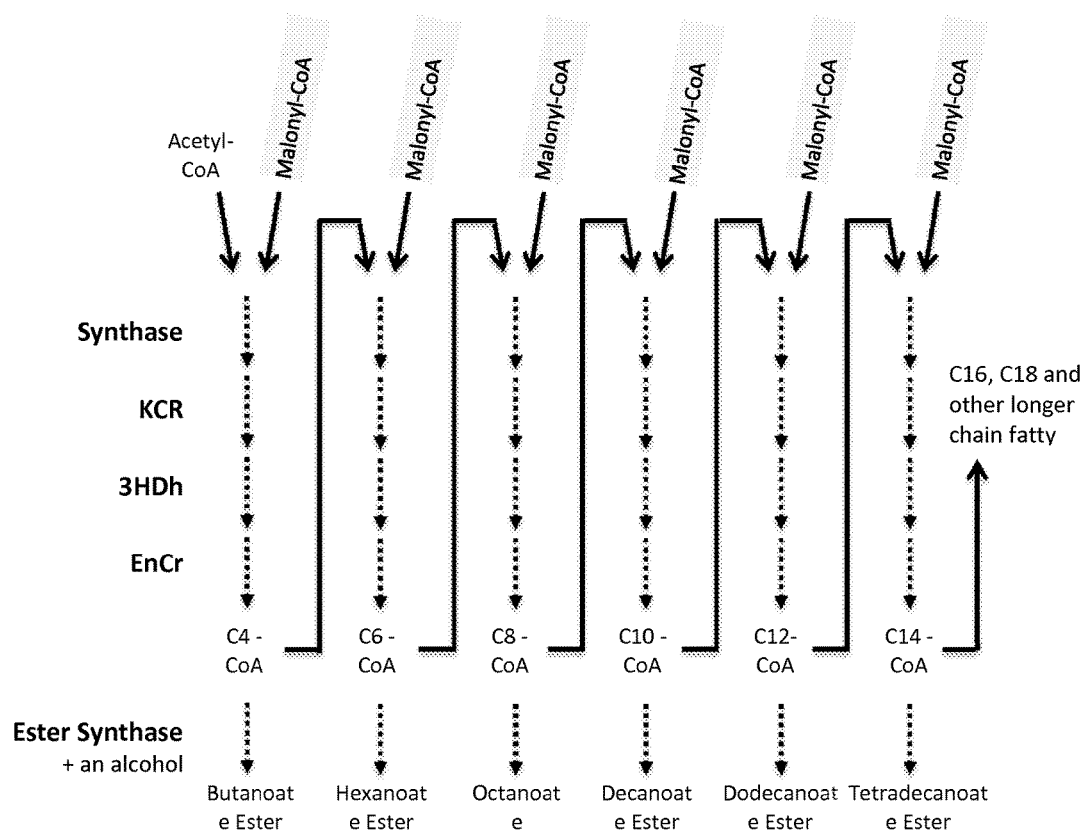 Acetyl-
CoA
Malonyl-CoA
Malonyl-CoA
Malonyl-CoA
Malonyl-CoA
Malonyl-CoA
Malonyl-CoA
Synthase
KCR
3HDh
EnCr
C16, C18 and
other longer
chain fatty
C4 -
CoA
C6 -
CoA
C8 -
CoA
C10 -
CoA
C12-
CoA
C14 -
CoA
Ester Synthase
+ an alcohol
Butanoat
e Ester
Hexanoat
e Ester
Octanoat
e
Decanoat
e Ester
Dodecanoat
e Ester
Tetradecanoat
e Ester